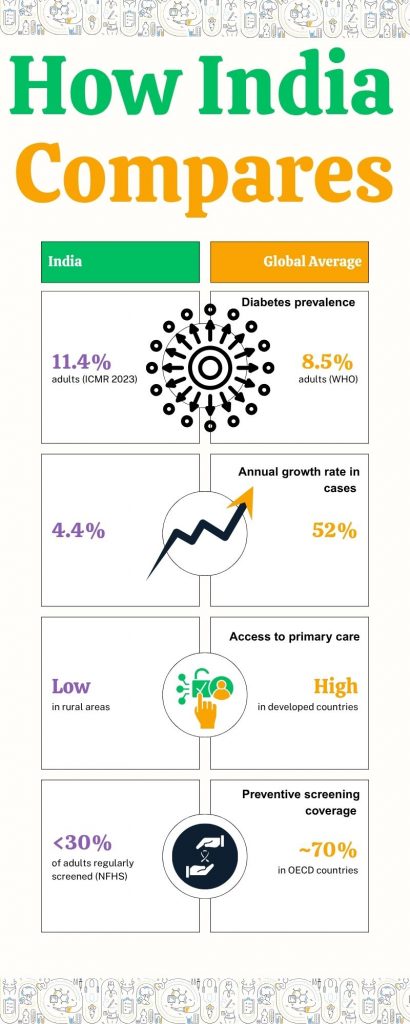 How India
Compares
India
Global Average
Diabetes prevalence
11.4%
adults (ICMR 2023)
8.5%
adults (WHO)
Annual growth rate in
cases
4.4%
52%
Access to primary care
Low
in rural areas
High
in developed countries
Preventive screening
coverage
<30%
of adults regularly
screened (NFHS)
~70%
in OECD countries